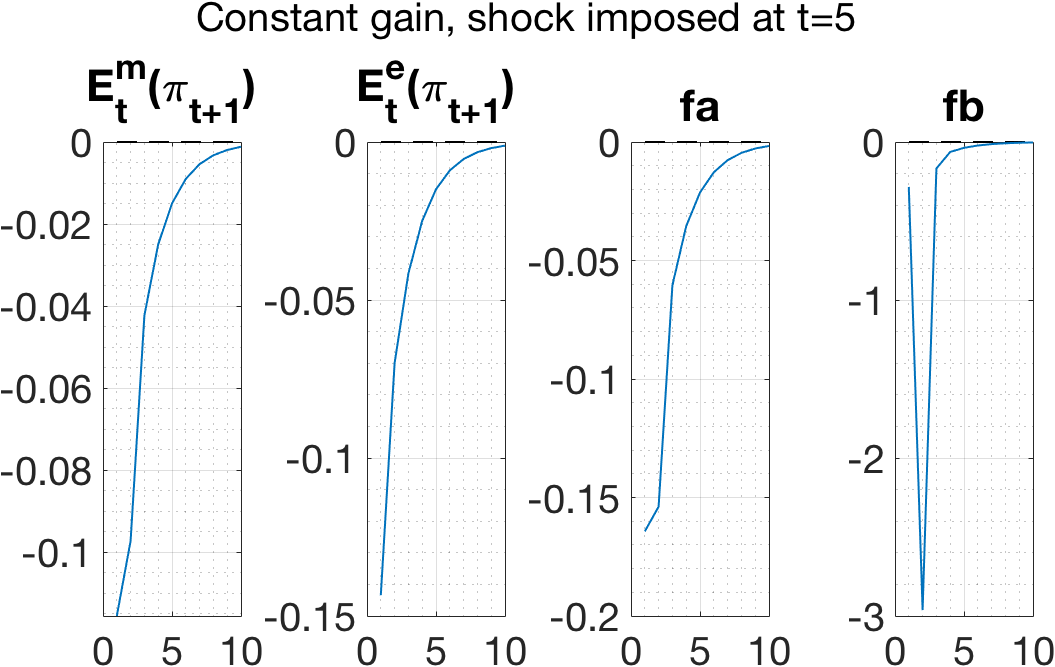 Constant gain, shock imposed at t=5
E_t^m(π_{t+1})
E_t^e(π_{t+1})
fa
fb
0
-0.02
-0.04
-0.06
-0.08
-0.1
0 5 10
0
-0.05
-0.1
-0.15
0 5 10
0
-0.05
-0.1
-0.15
-0.2
0 5 10
0
-1
-2
-3
0 5 10